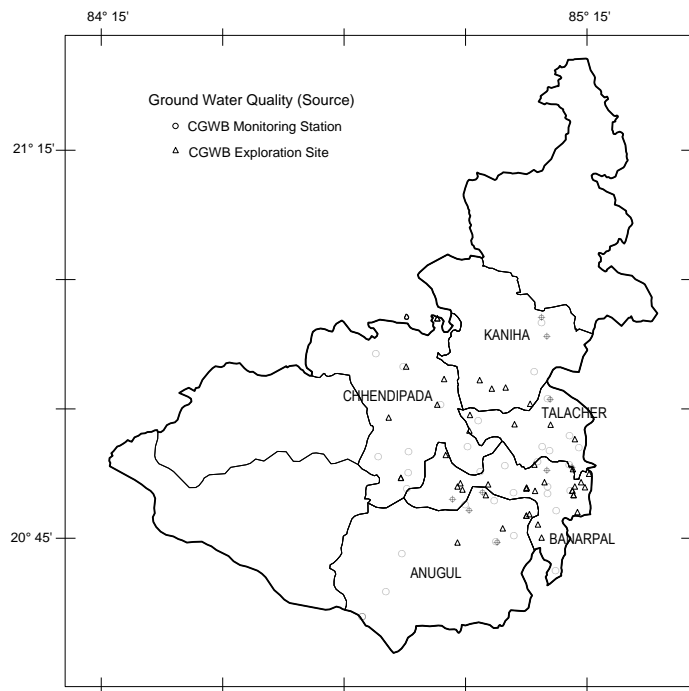 84° 15'
85° 15'
Ground Water Quality (Source)
CGWB Monitoring Station
CGWB Exploration Site
21° 15'
KANIHA
CHHENDIPADA
TALACHER
20° 45'
BANARPAL
ANUGUL